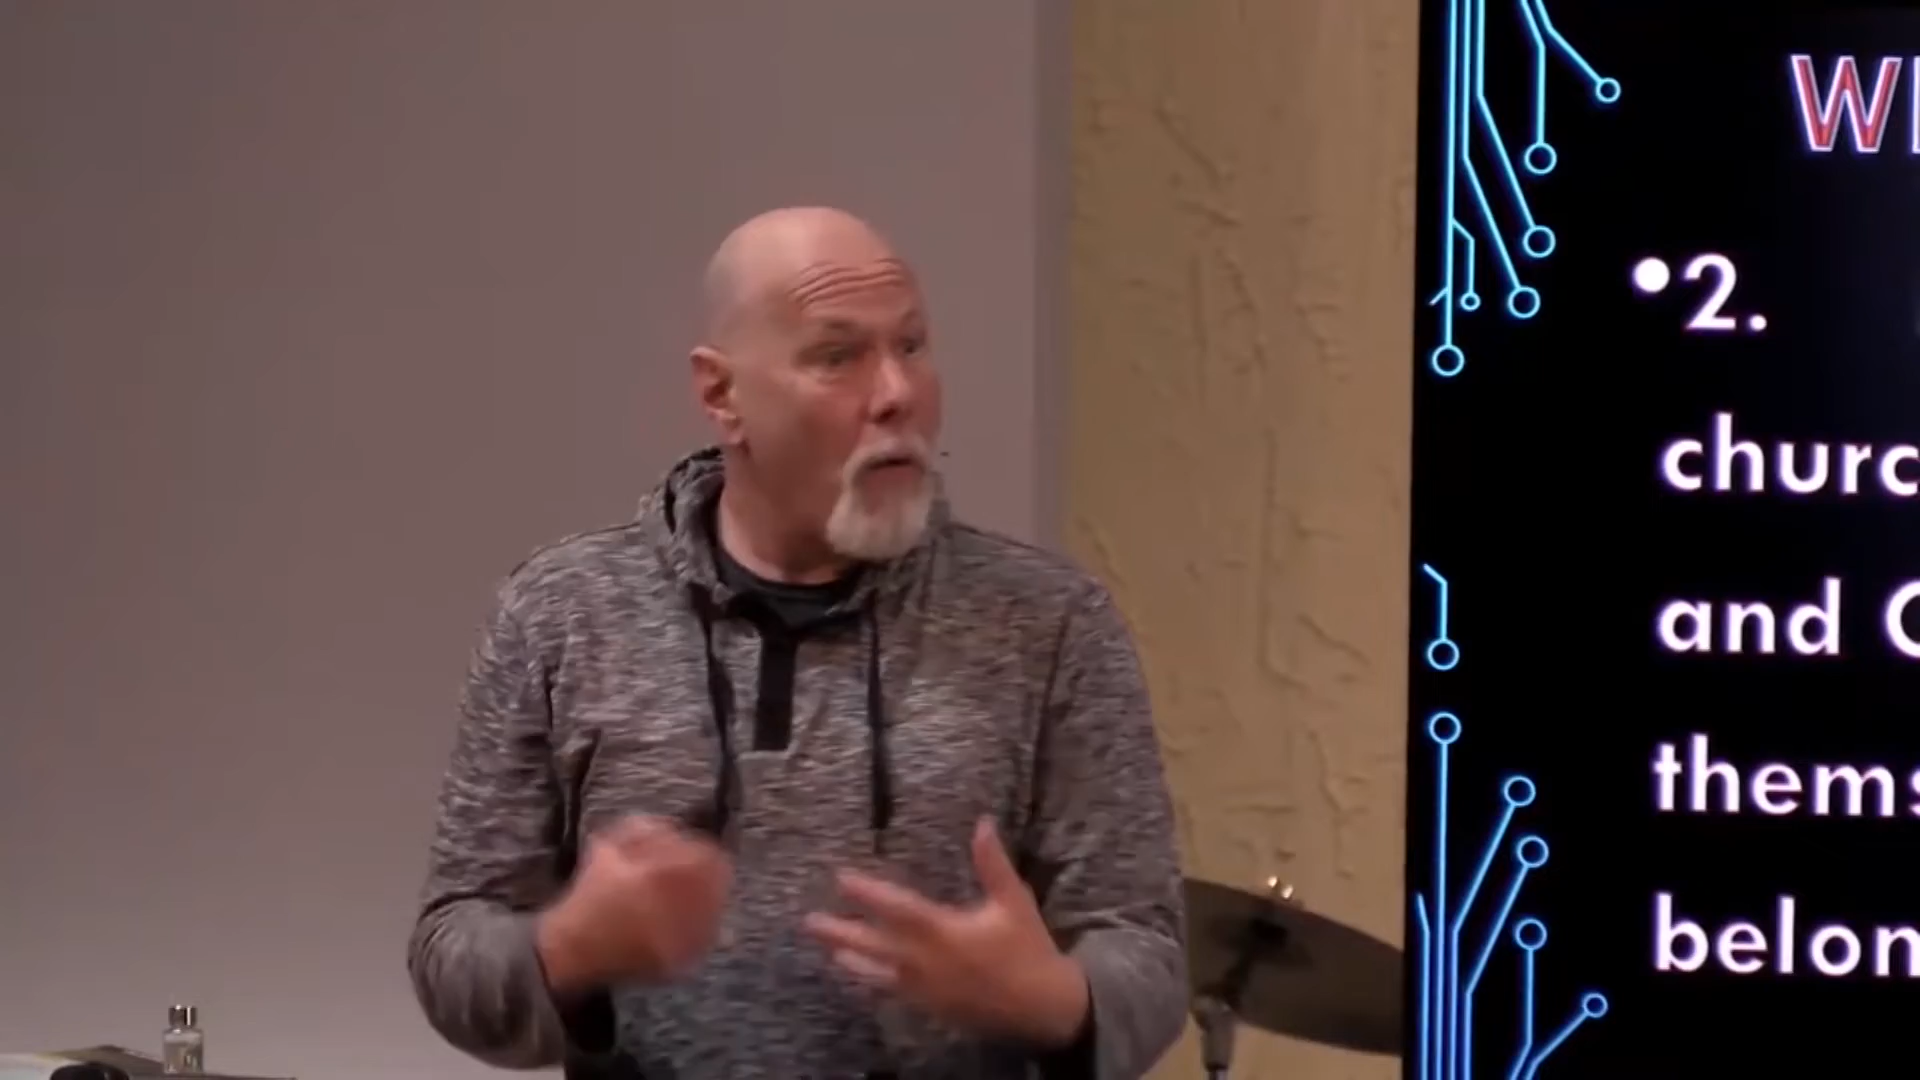 W
•2.
churc
and
thems
belon